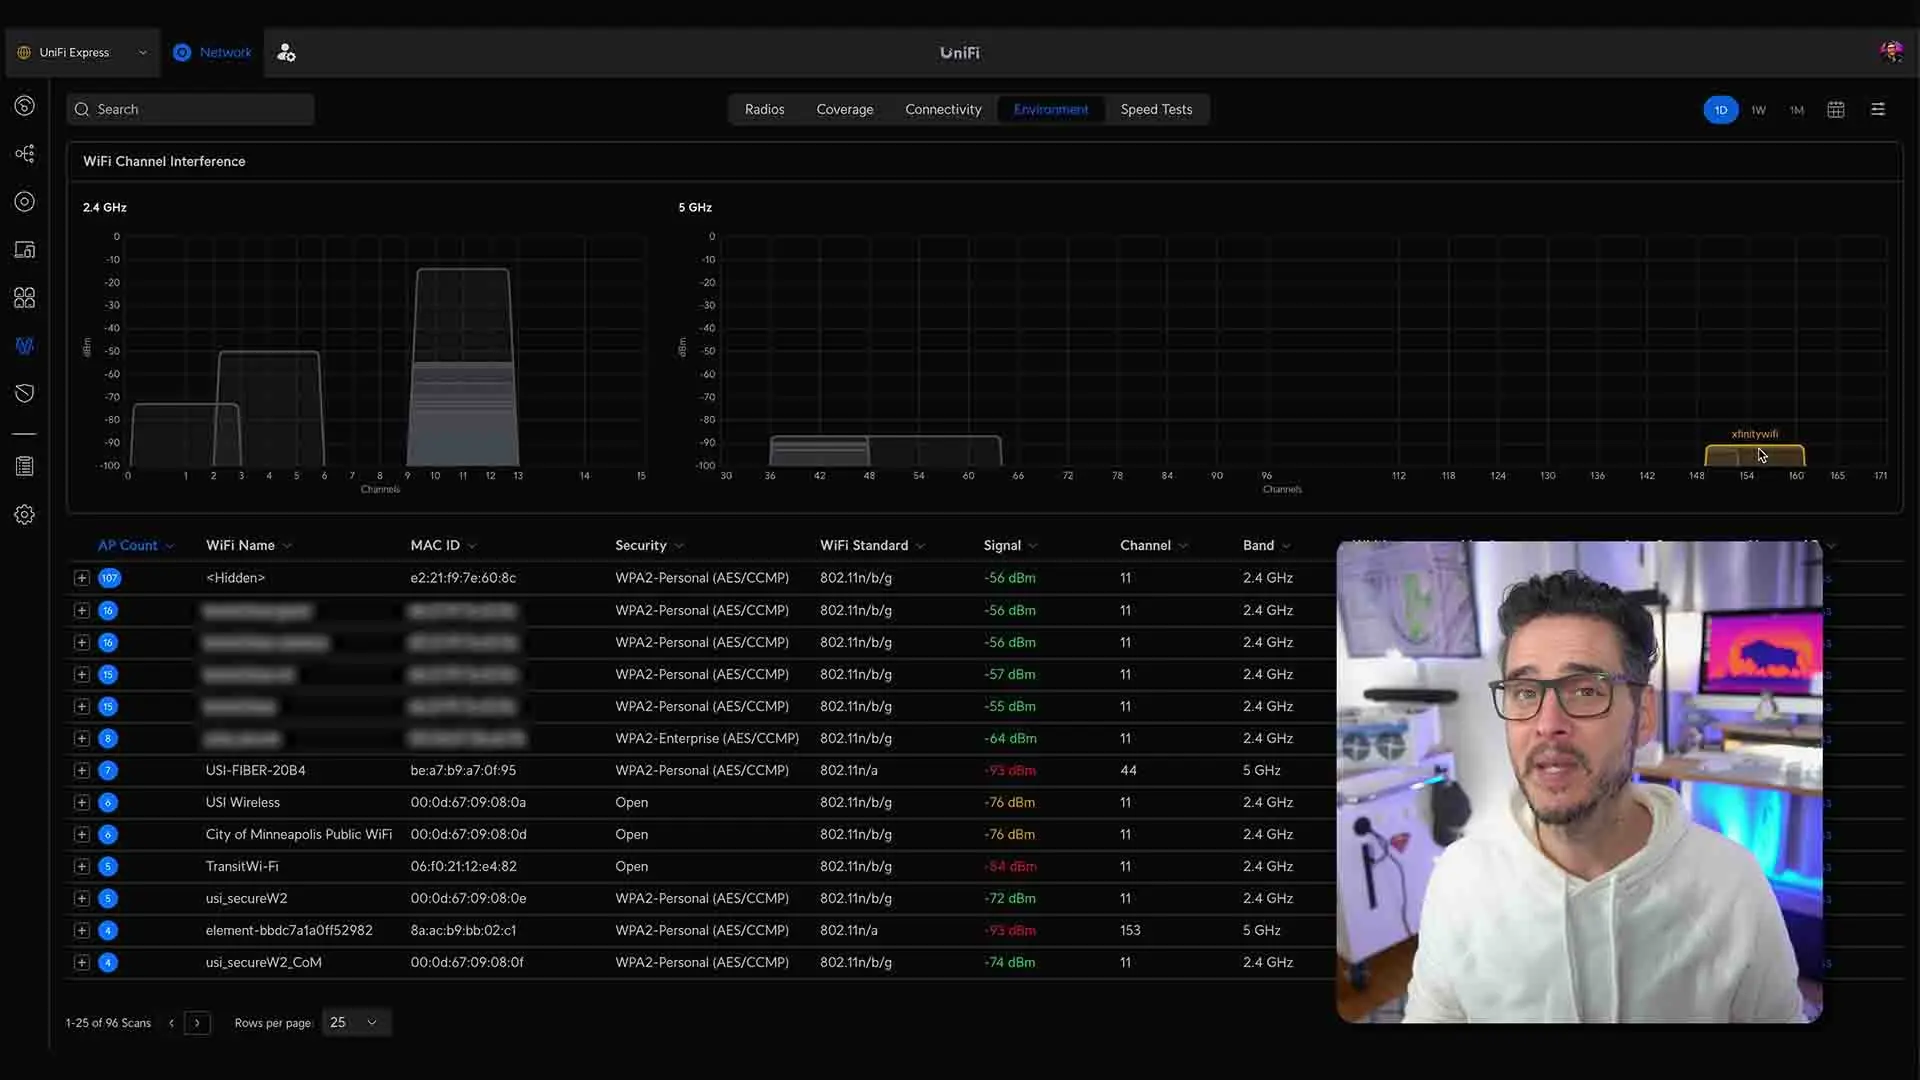 UniFi Express
Network
UniFi
Search
Radios
Coverage
Connectivity
Environment
Speed Tests
1D
1W
1M
WiFi Channel Interference
2.4 GHz
0
-10
-20
-30
-40
-50
-60
-70
-80
-90
-100
dBm
0 1 2 3 4 5 6 7 8 9 10 11 12 13 14 15
Channels
5 GHz
0
-10
-20
-30
-40
-50
-60
-70
-80
-90
-100
dBm
xfinitywifi
30 36 42 48 54 60 66 72 78 84 90 96 112 118 124 130 136 142 148 154 160 165 171
Channels
AP Count WiFi Name MAC ID Security WiFi Standard Signal Channel Band
107 <Hidden> e2:21:f9:7e:60:8c WPA2-Personal (AES/CCMP) 802.11n/b/g -56 dBm 11 2.4 GHz
16 WPA2-Personal (AES/CCMP) 802.11n/b/g -56 dBm 11 2.4 GHz
16 WPA2-Personal (AES/CCMP) 802.11n/b/g -56 dBm 11 2.4 GHz
15 WPA2-Personal (AES/CCMP) 802.11n/b/g -57 dBm 11 2.4 GHz
15 WPA2-Personal (AES/CCMP) 802.11n/b/g -55 dBm 11 2.4 GHz
8 WPA2-Enterprise (AES/CCMP) 802.11n/b/g -64 dBm 11 2.4 GHz
7 USI-FIBER-20B4 be:a7:b9:a7:0f:95 WPA2-Personal (AES/CCMP) 802.11n/a -93 dBm 44 5 GHz
6 USI Wireless 00:0d:67:09:08:0a Open 802.11n/b/g -76 dBm 11 2.4 GHz
6 City of Minneapolis Public WiFi 00:0d:67:09:08:0d Open 802.11n/b/g -76 dBm 11 2.4 GHz
5 TransitWi-Fi 06:f0:21:12:e4:82 Open 802.11n/b/g -84 dBm 11 2.4 GHz
5 usi_secureW2 00:0d:67:09:08:0e WPA2-Personal (AES/CCMP) 802.11n/b/g -72 dBm 11 2.4 GHz
4 element-bbdc7a1a0ff52982 8a:ac:b9:bb:02:c1 WPA2-Personal (AES/CCMP) 802.11n/a -93 dBm 153 5 GHz
4 usi_secureW2_CoM 00:0d:67:09:08:0f WPA2-Personal (AES/CCMP) 802.11n/b/g -74 dBm 11 2.4 GHz
1-25 of 96 Scans
Rows per page: 25